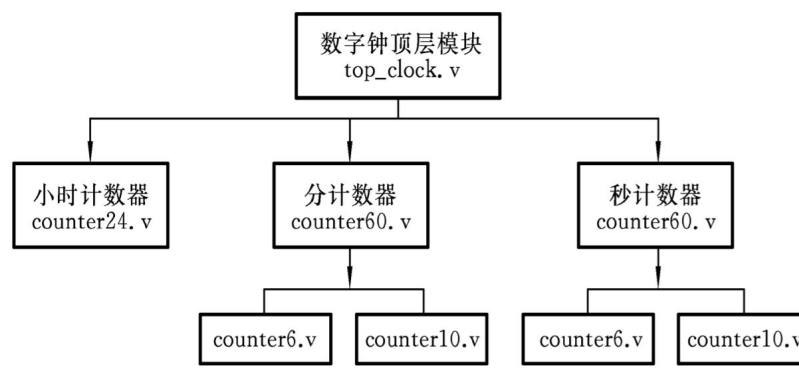 数字钟顶层模块
top_clock.v
小时计数器
counter24.v
分计数器
counter60.v
秒计数器
counter60.v
counter6.v
counter10.v
counter6.v
counter10.v